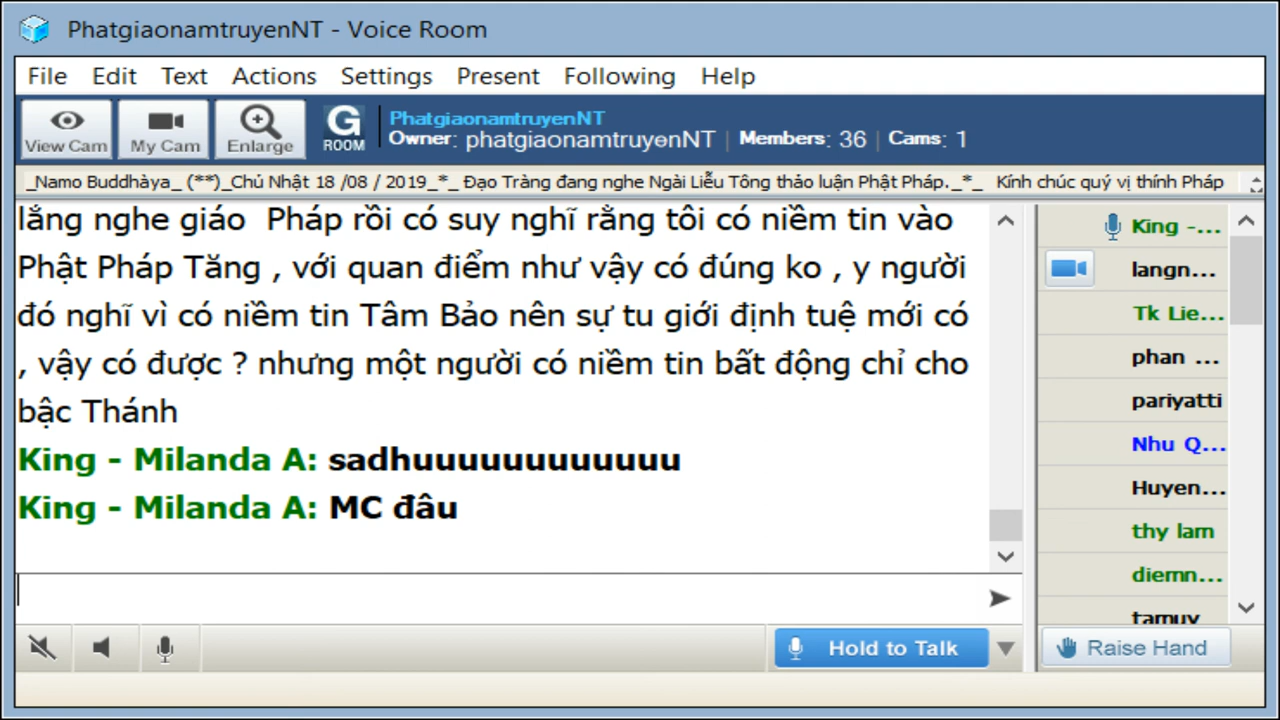 PhatgiaonamtruyenNT - Voice Room
File Edit Text Actions Settings Present Following Help
View Cam My Cam Enlarge G ROOM
PhatgiaonamtruyenNT
Owner: phatgiaonamtruyenNT | Members: 36 | Cams: 1
_Namo Buddhàya_ (**)_Chủ Nhật 18 /08 / 2019_*_ Đạo Tràng đang nghe Ngài Liễu Tông thảo luận Phật Pháp._*_ Kính chúc quý vị thính Pháp
lắng nghe giáo Pháp rồi có suy nghĩ rằng tôi có niềm tin vào
Phật Pháp Tăng , với quan điểm như vậy có đúng ko , y người
đó nghĩ vì có niềm tin Tâm Bảo nên sự tu giới định tuệ mới có
, vậy có được ? nhưng một người có niềm tin bất động chỉ cho
bậc Thánh
King - Milanda A: sadhuuuuuuuuuuuu
King - Milanda A: MC đâu
King -...
langn...
Tk Lie...
phan ...
pariyatti
Nhu Q...
Huyen...
thy lam
diemn...
tamuy
Hold to Talk
Raise Hand